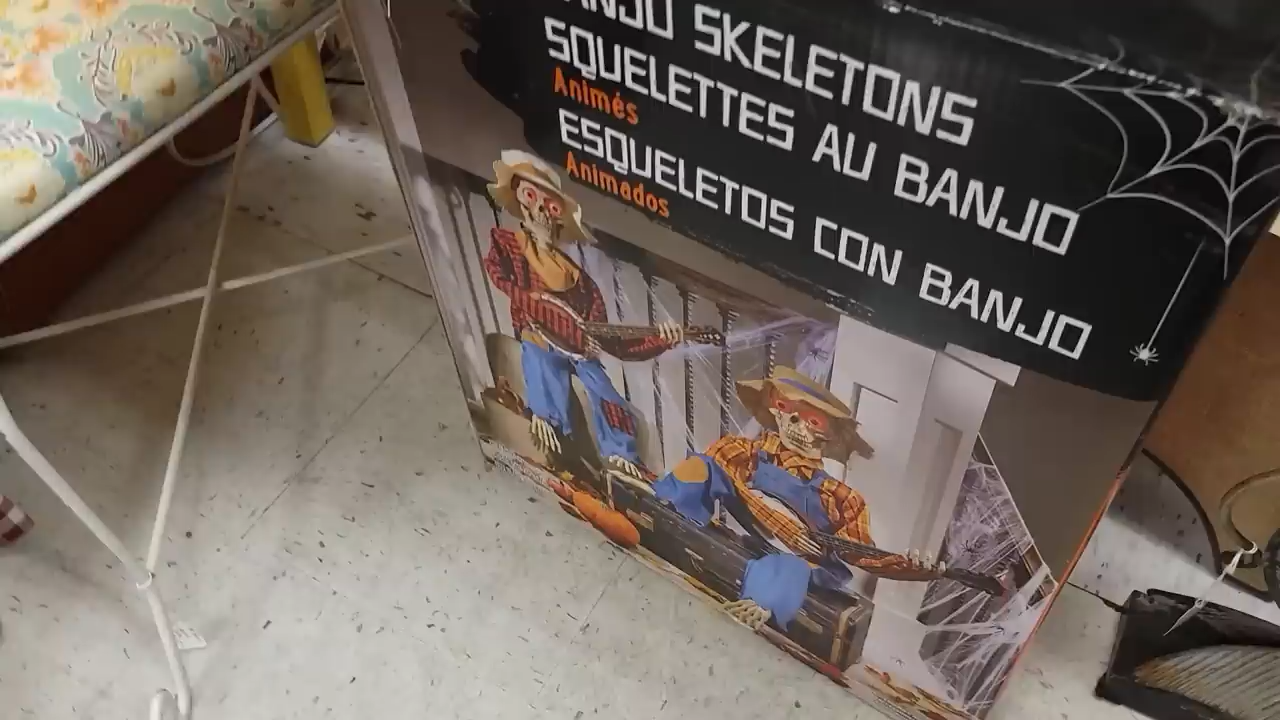 SKELETONS
SQUELETTES AU BANJO
Animés
ESQUELETOS CON BANJO
Animados